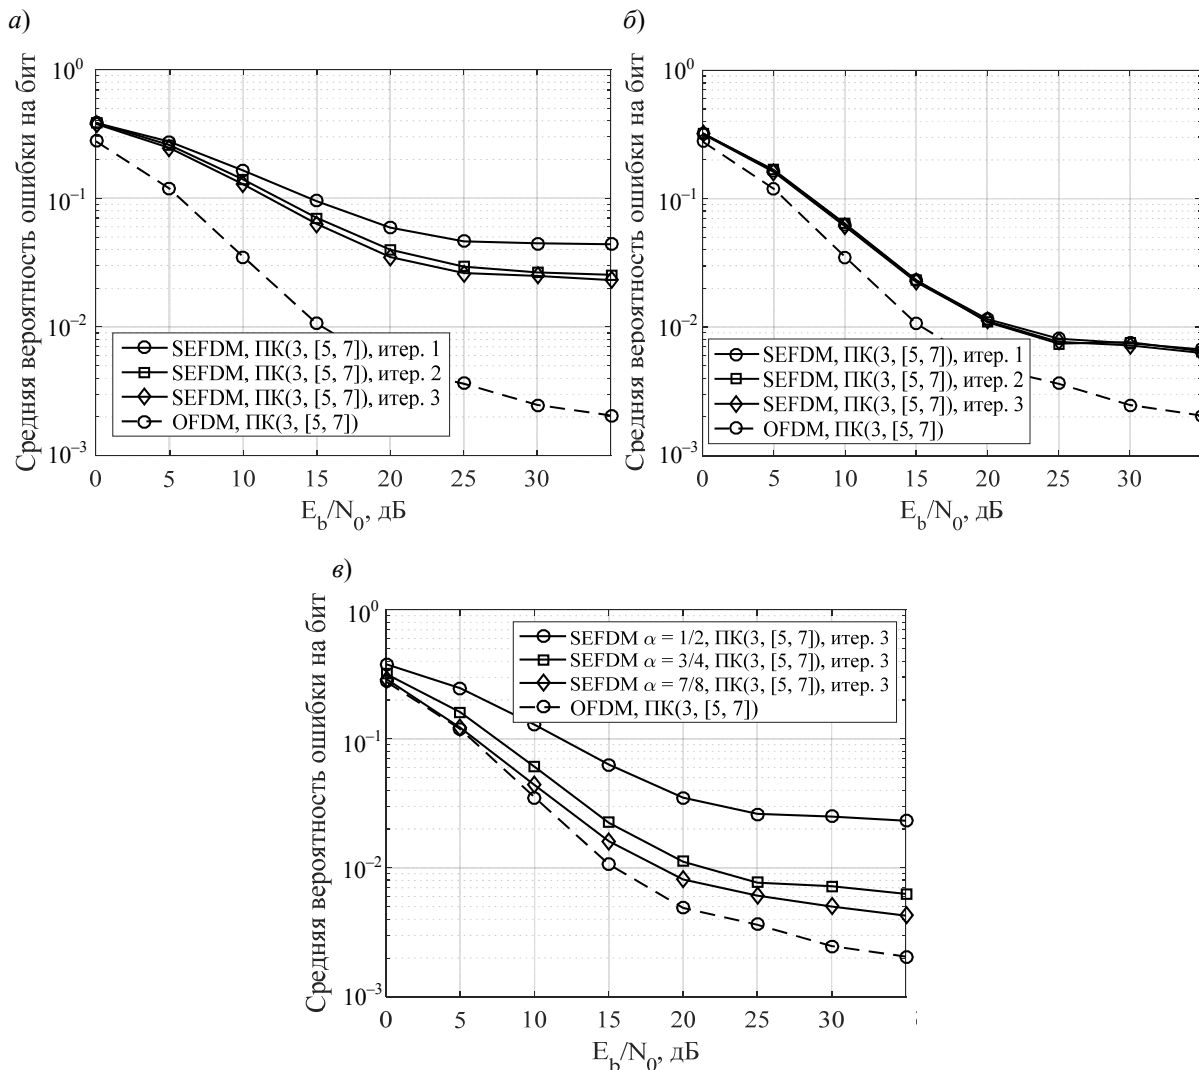 а)
Средняя вероятность ошибки на бит
10⁰
10⁻¹
10⁻²
10⁻³
SEFDM, ПК(3, [5, 7]), итер. 1
SEFDM, ПК(3, [5, 7]), итер. 2
SEFDM, ПК(3, [5, 7]), итер. 3
OFDM, ПК(3, [5, 7])
0 5 10 15 20 25 30
E_b/N_0, дБ
б)
Средняя вероятность ошибки на бит
10⁰
10⁻¹
10⁻²
10⁻³
SEFDM, ПК(3, [5, 7]), итер. 1
SEFDM, ПК(3, [5, 7]), итер. 2
SEFDM, ПК(3, [5, 7]), итер. 3
OFDM, ПК(3, [5, 7])
0 5 10 15 20 25 30
E_b/N_0, дБ
в)
Средняя вероятность ошибки на бит
10⁰
10⁻¹
10⁻²
10⁻³
SEFDM α = 1/2, ПК(3, [5, 7]), итер. 3
SEFDM α = 3/4, ПК(3, [5, 7]), итер. 3
SEFDM α = 7/8, ПК(3, [5, 7]), итер. 3
OFDM, ПК(3, [5, 7])
0 5 10 15 20 25 30
E_b/N_0, дБ